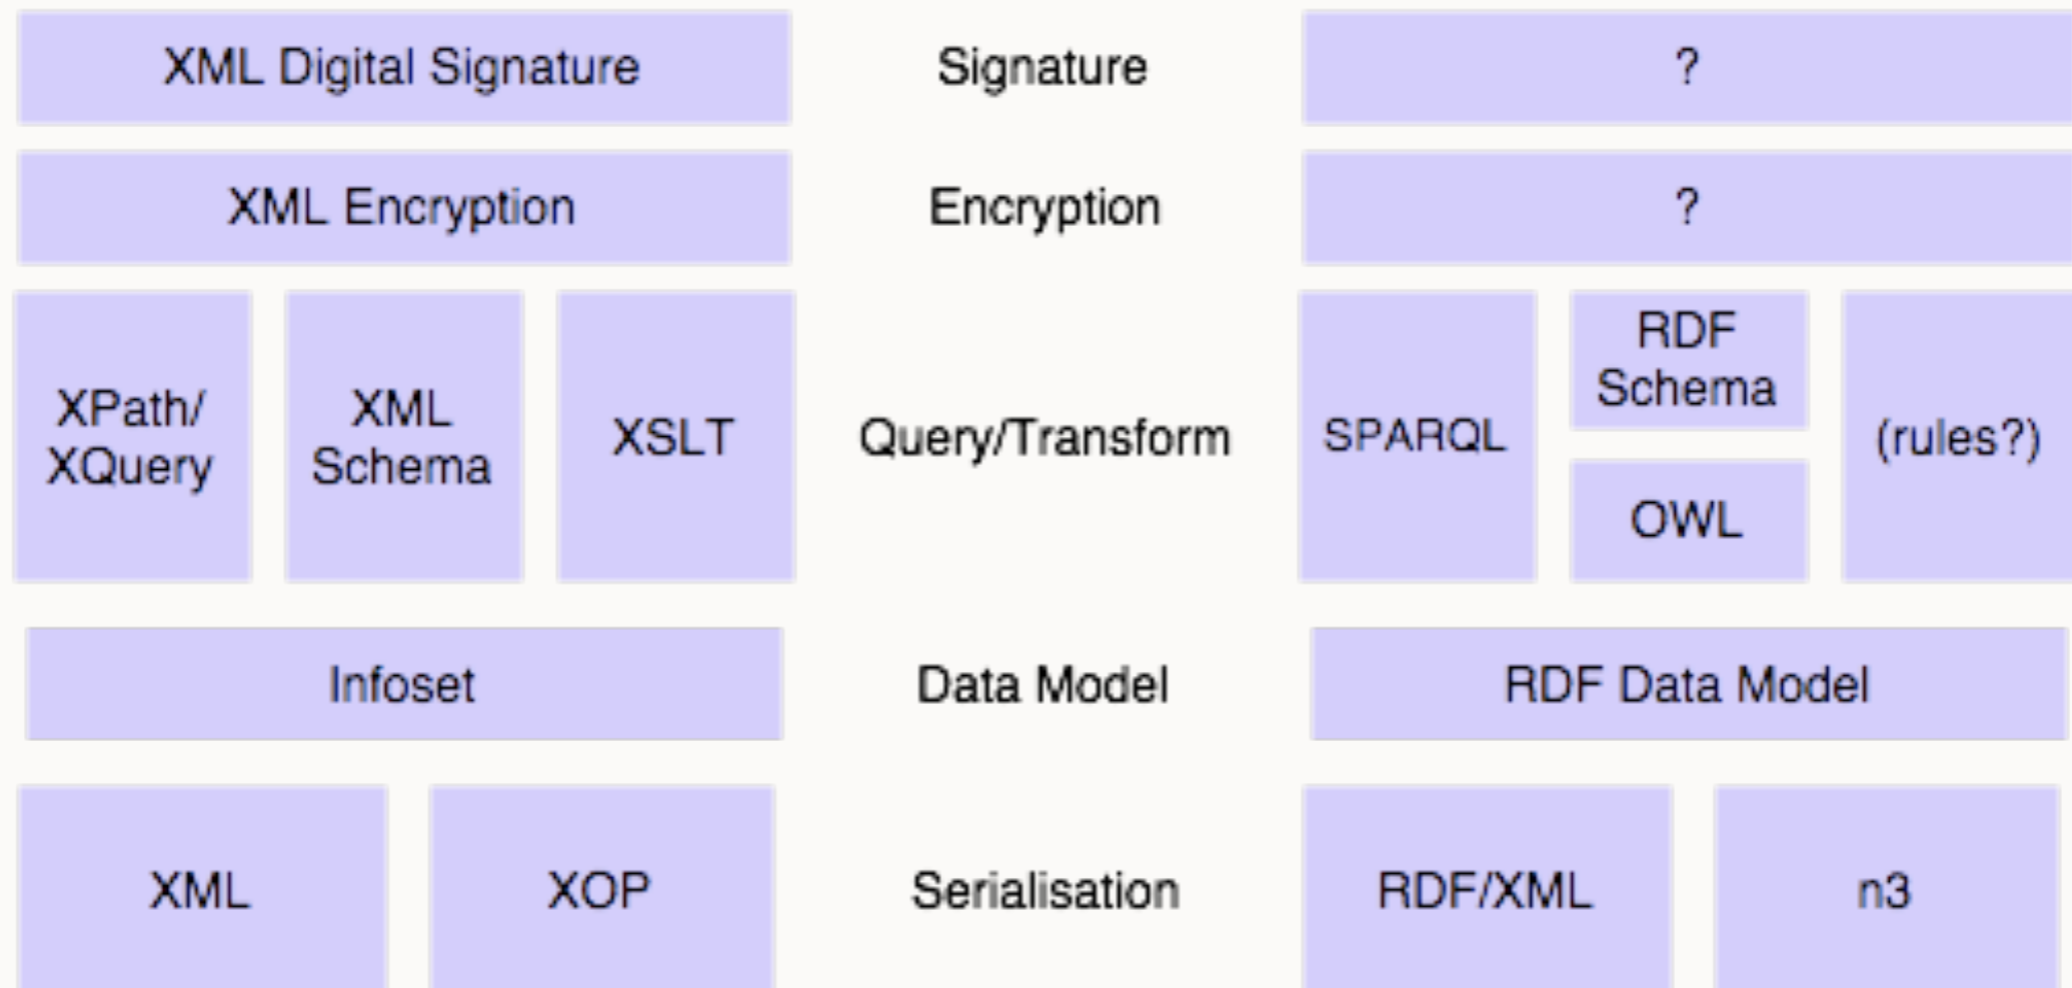 XML Digital Signature
Signature
?
XML Encryption
Encryption
?
XPath/
XQuery
XML
Schema
XSLT
Query/Transform
SPARQL
RDF
Schema
OWL
(rules?)
Infoset
Data Model
RDF Data Model
XML
XOP
Serialisation
RDF/XML
n3